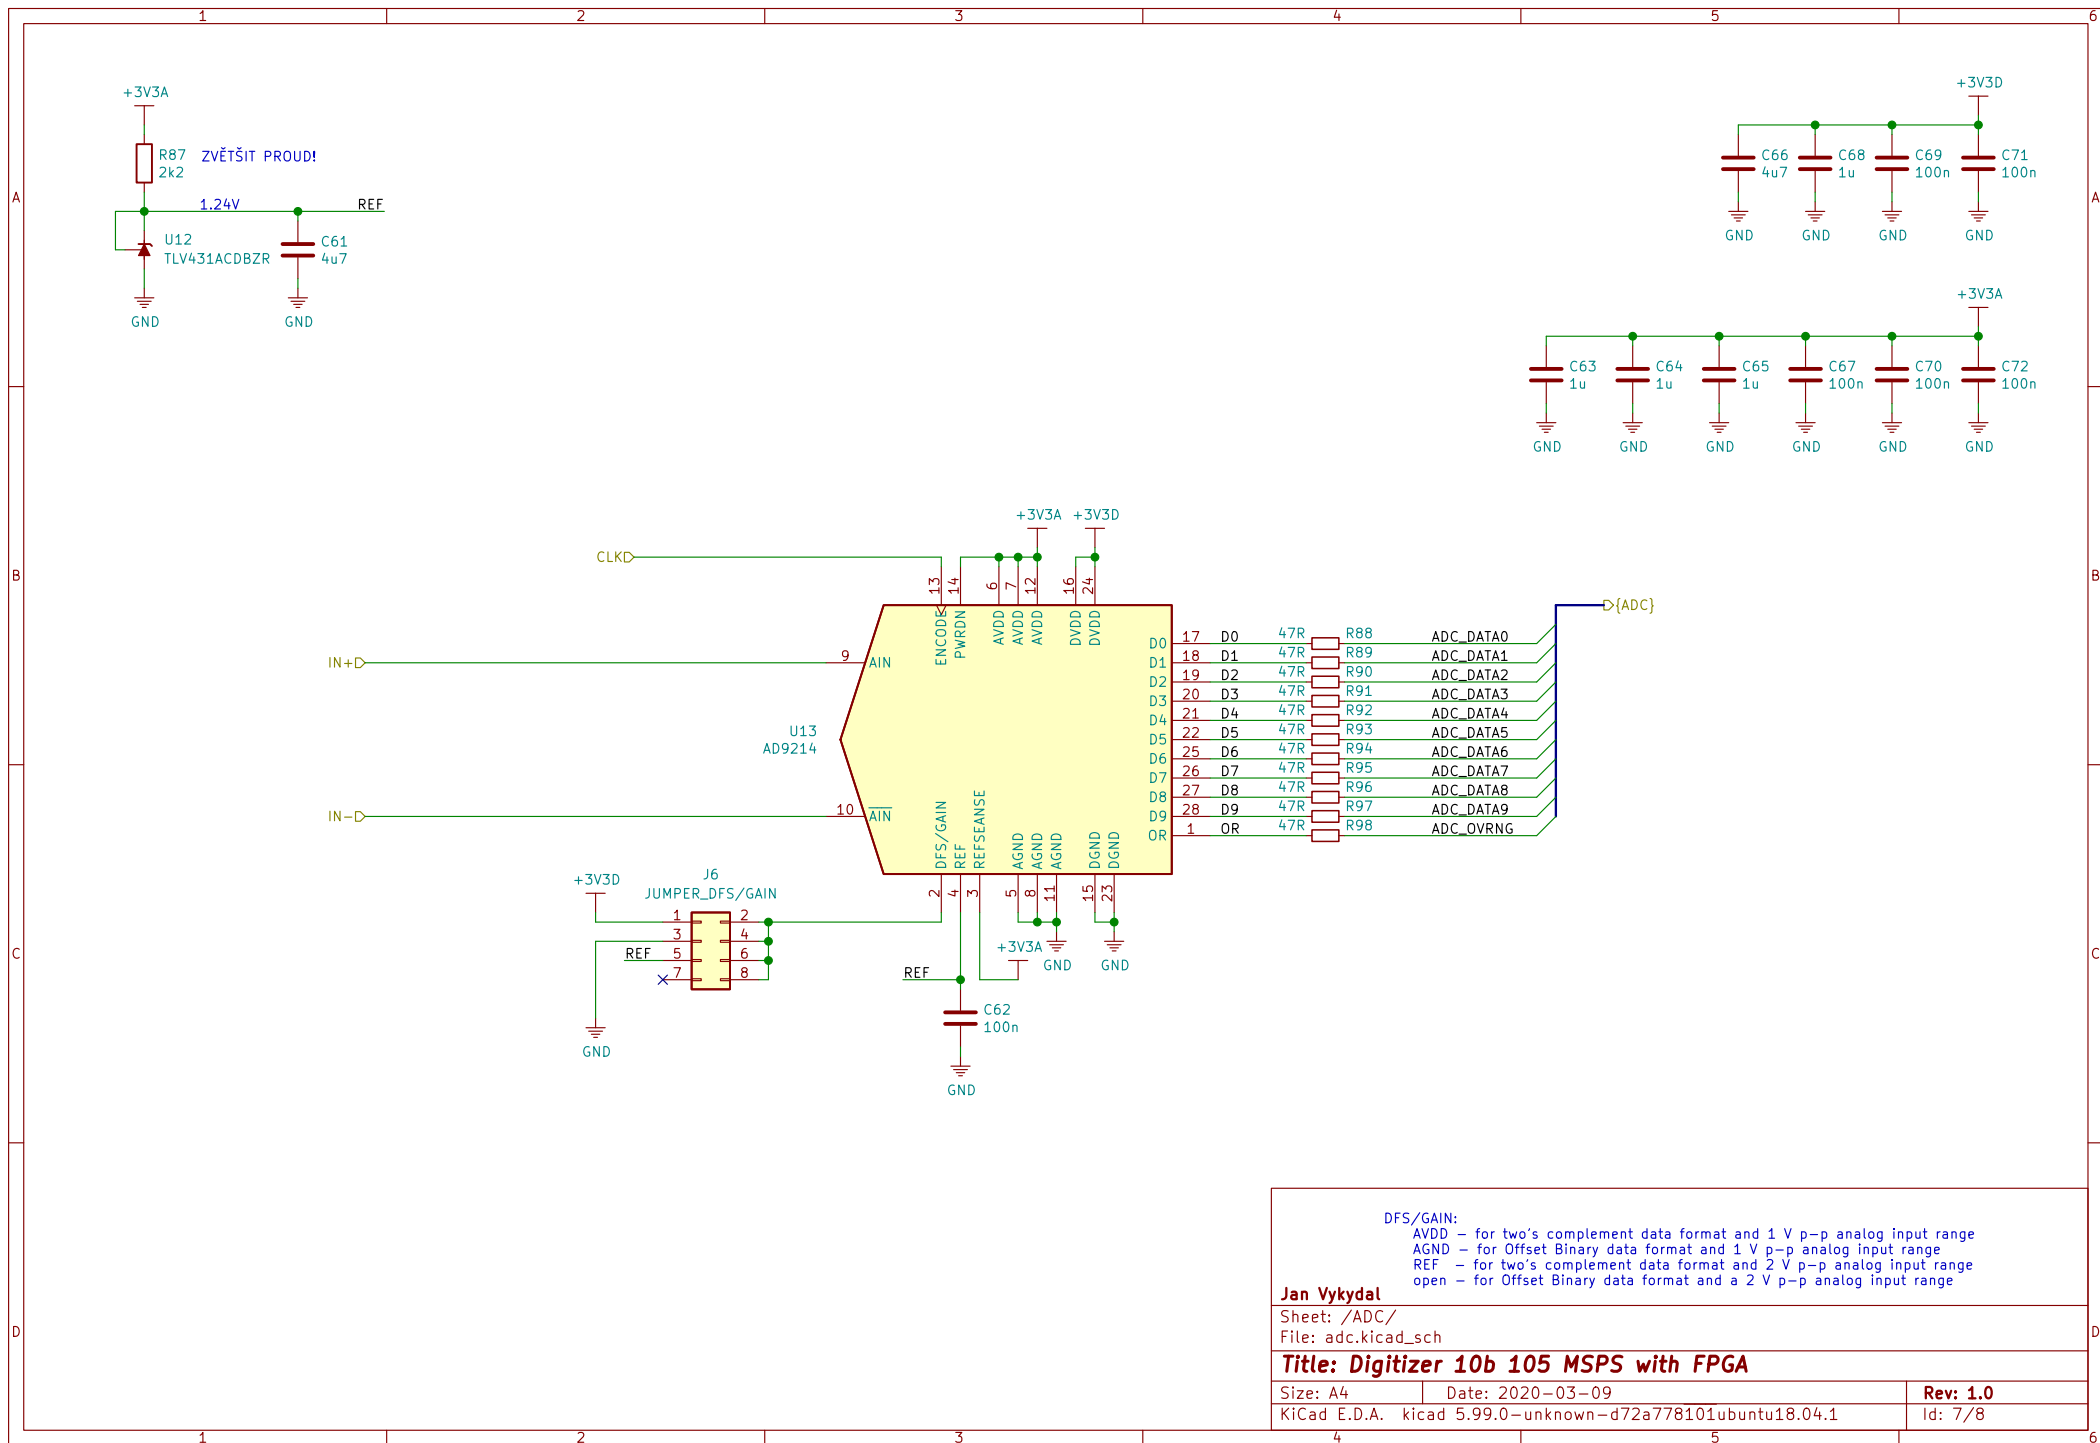 1 2 3 4 5 6
+3V3A
R87
2k2
ZVĚTŠIT PROUD!
1.24V
REF
U12
TLV431ACDBZR
C61
4u7
GND GND
+3V3D
C66
4u7
C68
1u
C69
100n
C71
100n
GND GND GND GND
A A
+3V3A
C63
1u
C64
1u
C65
1u
C67
100n
C70
100n
C72
100n
GND GND GND GND GND GND
+3V3A +3V3D
CLK
13 14 6 7 12 16 24
ENCODE PWRDN AVDD AVDD AVDD DVDD DVDD
B B
{ADC}
IN+ 9 AIN
U13
AD9214
IN- 10 AIN
D0 17 D0 47R R88 ADC_DATA0
D1 18 D1 47R R89 ADC_DATA1
D2 19 D2 47R R90 ADC_DATA2
D3 20 D3 47R R91 ADC_DATA3
D4 21 D4 47R R92 ADC_DATA4
D5 22 D5 47R R93 ADC_DATA5
D6 25 D6 47R R94 ADC_DATA6
D7 26 D7 47R R95 ADC_DATA7
D8 27 D8 47R R96 ADC_DATA8
D9 28 D9 47R R97 ADC_DATA9
OR 1 OR 47R R98 ADC_OVRNG
DFS/GAIN REF REFSEANSE AGND AGND AGND DGND DGND
2 4 3 5 8 11 15 23
J6
JUMPER_DFS/GAIN
+3V3D
1 2
3 4
REF 5 6
7 8
GND
REF
+3V3A
GND GND
C62
100n
GND
C C
DFS/GAIN:
AVDD - for two's complement data format and 1 V p-p analog input range
AGND - for Offset Binary data format and 1 V p-p analog input range
REF - for two's complement data format and 2 V p-p analog input range
open - for Offset Binary data format and a 2 V p-p analog input range
Jan Vykydal
Sheet: /ADC/
File: adc.kicad_sch
Title: Digitizer 10b 105 MSPS with FPGA
Size: A4 Date: 2020-03-09 Rev: 1.0
KiCad E.D.A. kicad 5.99.0-unknown-d72a778101ubuntu18.04.1 Id: 7/8
D D
1 2 3 4 5 6